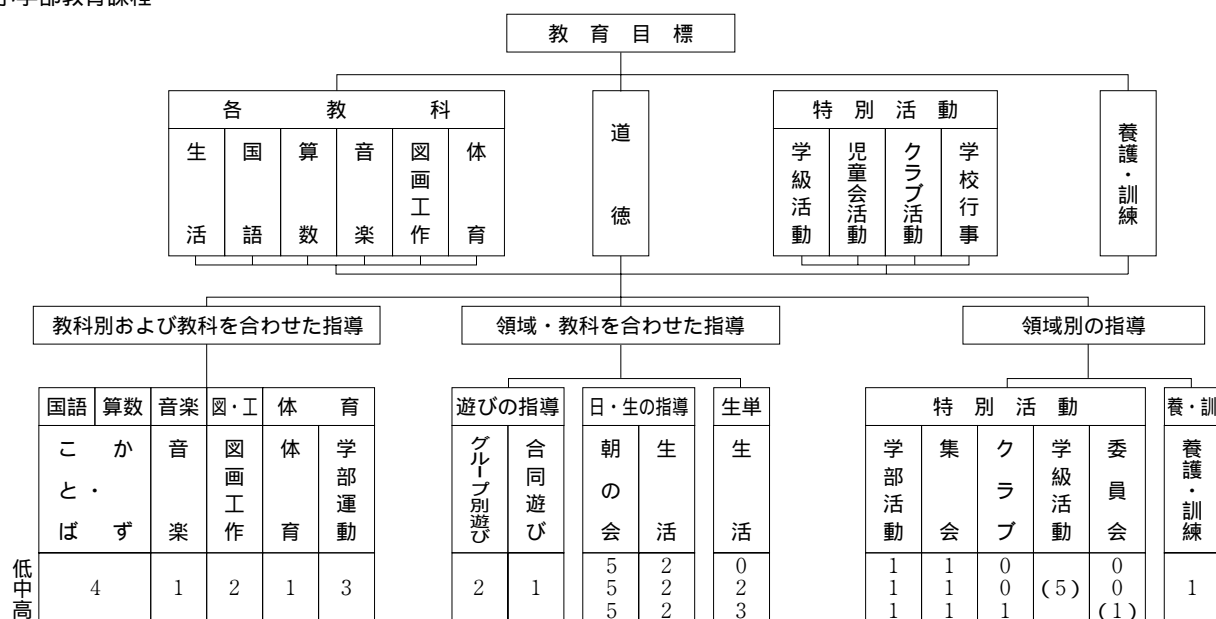 教育目標
各教科
生活
国語
算数
音楽
図画工作
体育
道徳
特別活動
学級活動
児童会活動
クラブ活動
学校行事
養護・訓練
教科別および教科を合わせた指導
領域・教科を合わせた指導
領域別の指導
国語 算数 音楽 図・工 体育
ことば・かず
音楽
図画工作
体育
学部運動
遊びの指導 日・生の指導 生単
グループ別遊び
合同遊び
朝の会
生活
生活
特別活動 養・訓
学部活動
集会
クラブ
学級活動
委員会
養護・訓練
低 5 2 0 1 1 0 0
中 4 1 2 1 3 2 1 5 2 2 1 1 0 (5) 0 1
高 5 2 3 1 1 1 (1)